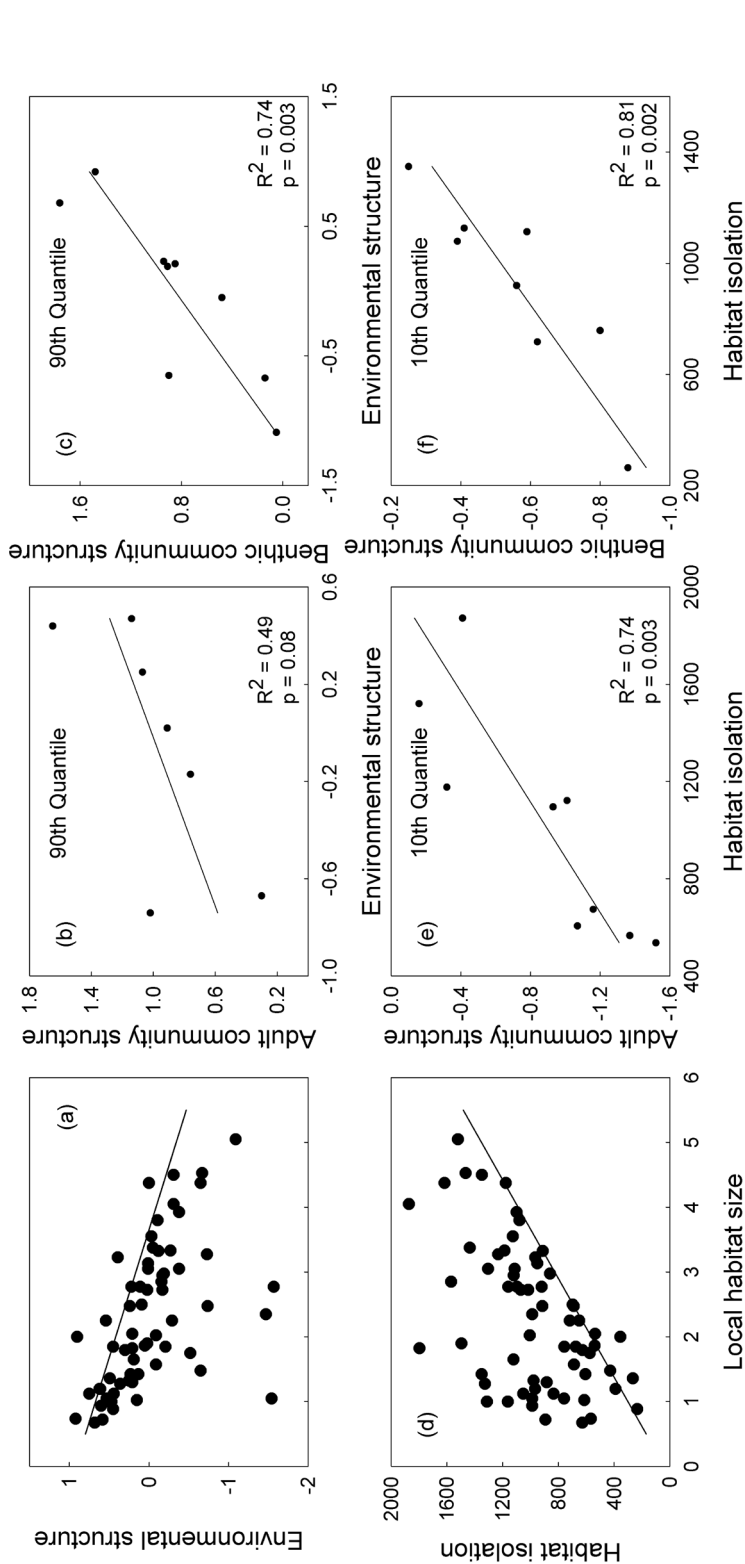 Environmental structure
1
0
-1
-2
(a)
Adult community structure
1.8
1.4
1.0
0.6
0.2
(b)
90th Quantile
R2 = 0.49
p = 0.08
-1.0
-0.6
-0.2
0.2
0.6
Environmental structure
Benthic community structure
1.6
0.8
0.0
(c)
90th Quantile
R2 = 0.74
p = 0.003
-1.5
-0.5
0.5
1.5
Environmental structure
Habitat isolation
2000
1600
1200
800
400
0
(d)
0
1
2
3
4
5
6
Local habitat size
Adult community structure
0.0
-0.4
-0.8
-1.2
-1.6
(e)
10th Quantile
R2 = 0.74
p = 0.003
400
800
1200
1600
2000
Habitat isolation
Benthic community structure
-0.2
-0.4
-0.6
-0.8
-1.0
(f)
10th Quantile
R2 = 0.81
p = 0.002
200
600
1000
1400
Habitat isolation